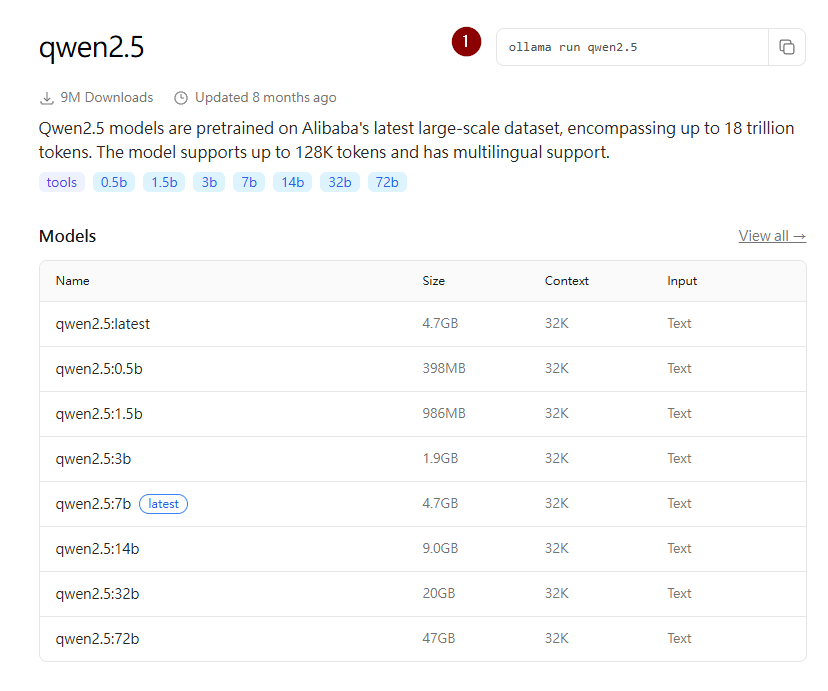 qwen2.5
1
ollama run qwen2.5
9M Downloads Updated 8 months ago
Qwen2.5 models are pretrained on Alibaba's latest large-scale dataset, encompassing up to 18 trillion
tokens. The model supports up to 128K tokens and has multilingual support.
tools 0.5b 1.5b 3b 7b 14b 32b 72b
Models View all →
Name Size Context Input
qwen2.5:latest 4.7GB 32K Text
qwen2.5:0.5b 398MB 32K Text
qwen2.5:1.5b 986MB 32K Text
qwen2.5:3b 1.9GB 32K Text
qwen2.5:7b latest 4.7GB 32K Text
qwen2.5:14b 9.0GB 32K Text
qwen2.5:32b 20GB 32K Text
qwen2.5:72b 47GB 32K Text